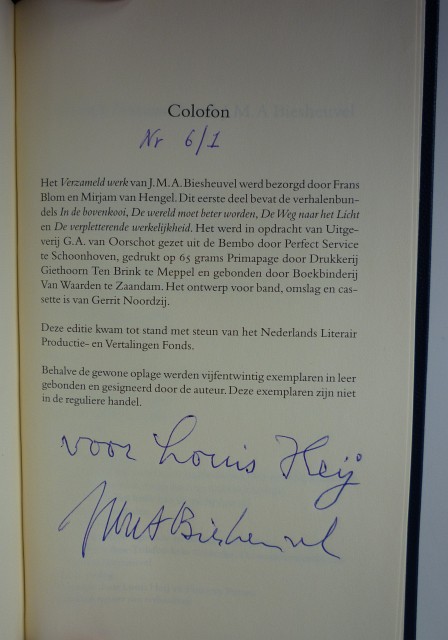 Colofon
Nr 6/1
Het Verzameld werk van J.M.A. Biesheuvel werd bezorgd door Frans
Blom en Mirjam van Hengel. Dit eerste deel bevat de verhalenbun-
dels In de bovenkooi, De wereld moet beter worden, De Weg naar het Licht
en De verpletterende werkelijkheid. Het werd in opdracht van Uitge-
verij G.A. van Oorschot gezet uit de Bembo door Perfect Service
te Schoonhoven, gedrukt op 65 grams Primapage door Drukkerij
Giethoorn Ten Brink te Meppel en gebonden door Boekbinderij
Van Waarden te Zaandam. Het ontwerp voor band, omslag en cas-
sette is van Gerrit Noordzij.
Deze editie kwam tot stand met steun van het Nederlands Literair
Productie- en Vertalingen Fonds.
Behalve de gewone oplage werden vijfentwintig exemplaren in leer
gebonden en gesigneerd door de auteur. Deze exemplaren zijn niet
in de reguliere handel.
voor Louis Heij
Biesheuvel